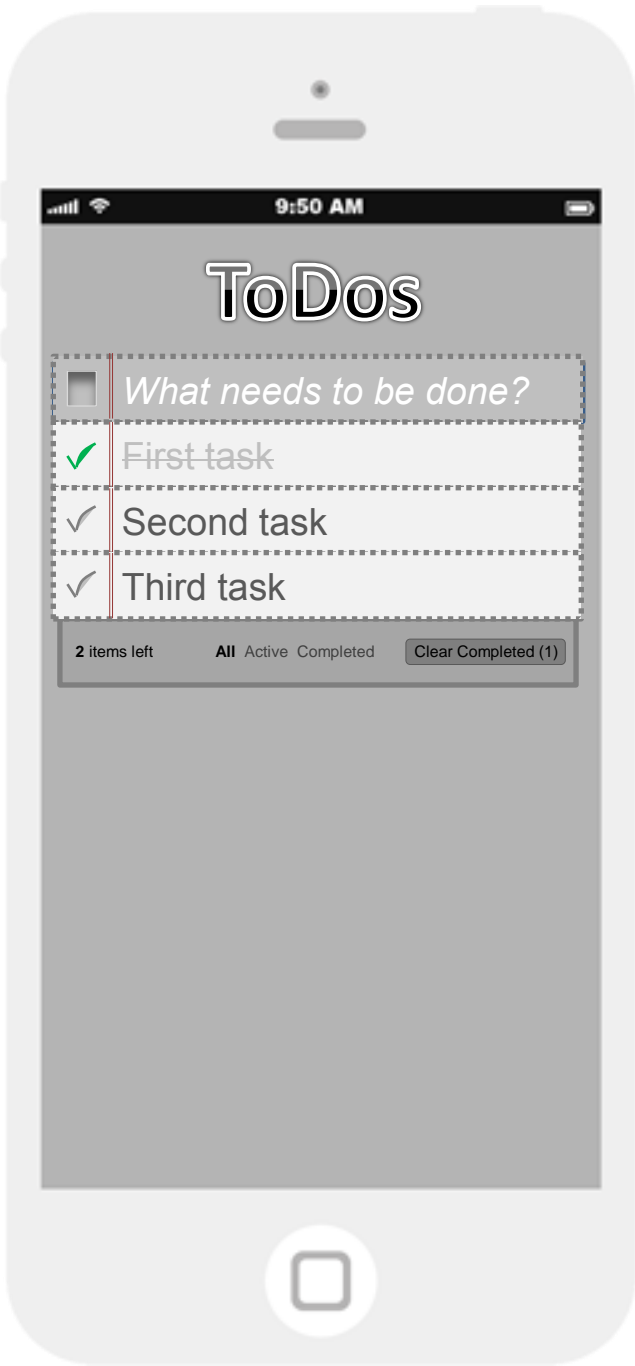 9:50 AM
ToDos
What needs to be done?
First task
Second task
Third task
2 items left All Active Completed Clear Completed (1)